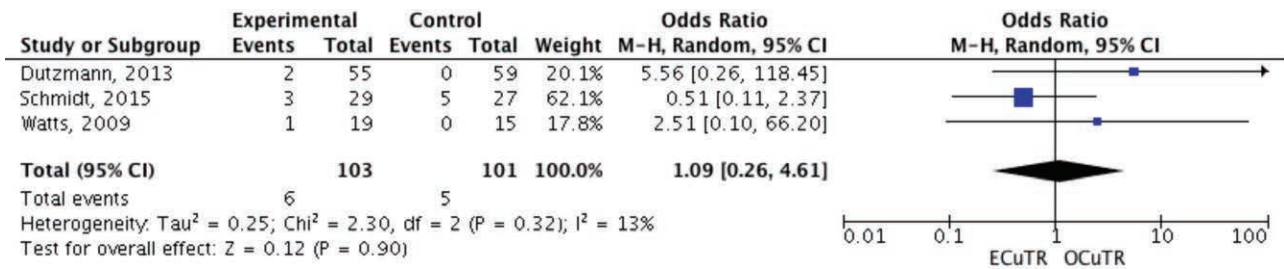 Experimental Control Odds Ratio Odds Ratio
Study or Subgroup Events Total Events Total Weight M-H, Random, 95% CI M-H, Random, 95% CI
Dutzmann, 2013 2 55 0 59 20.1% 5.56 [0.26, 118.45]
Schmidt, 2015 3 29 5 27 62.1% 0.51 [0.11, 2.37]
Watts, 2009 1 19 0 15 17.8% 2.51 [0.10, 66.20]
Total (95% CI) 103 101 100.0% 1.09 [0.26, 4.61]
Total events 6 5
Heterogeneity: Tau² = 0.25; Chi² = 2.30, df = 2 (P = 0.32); I² = 13%
Test for overall effect: Z = 0.12 (P = 0.90)
0.01 0.1 1 10 100
ECuTR OCuTR